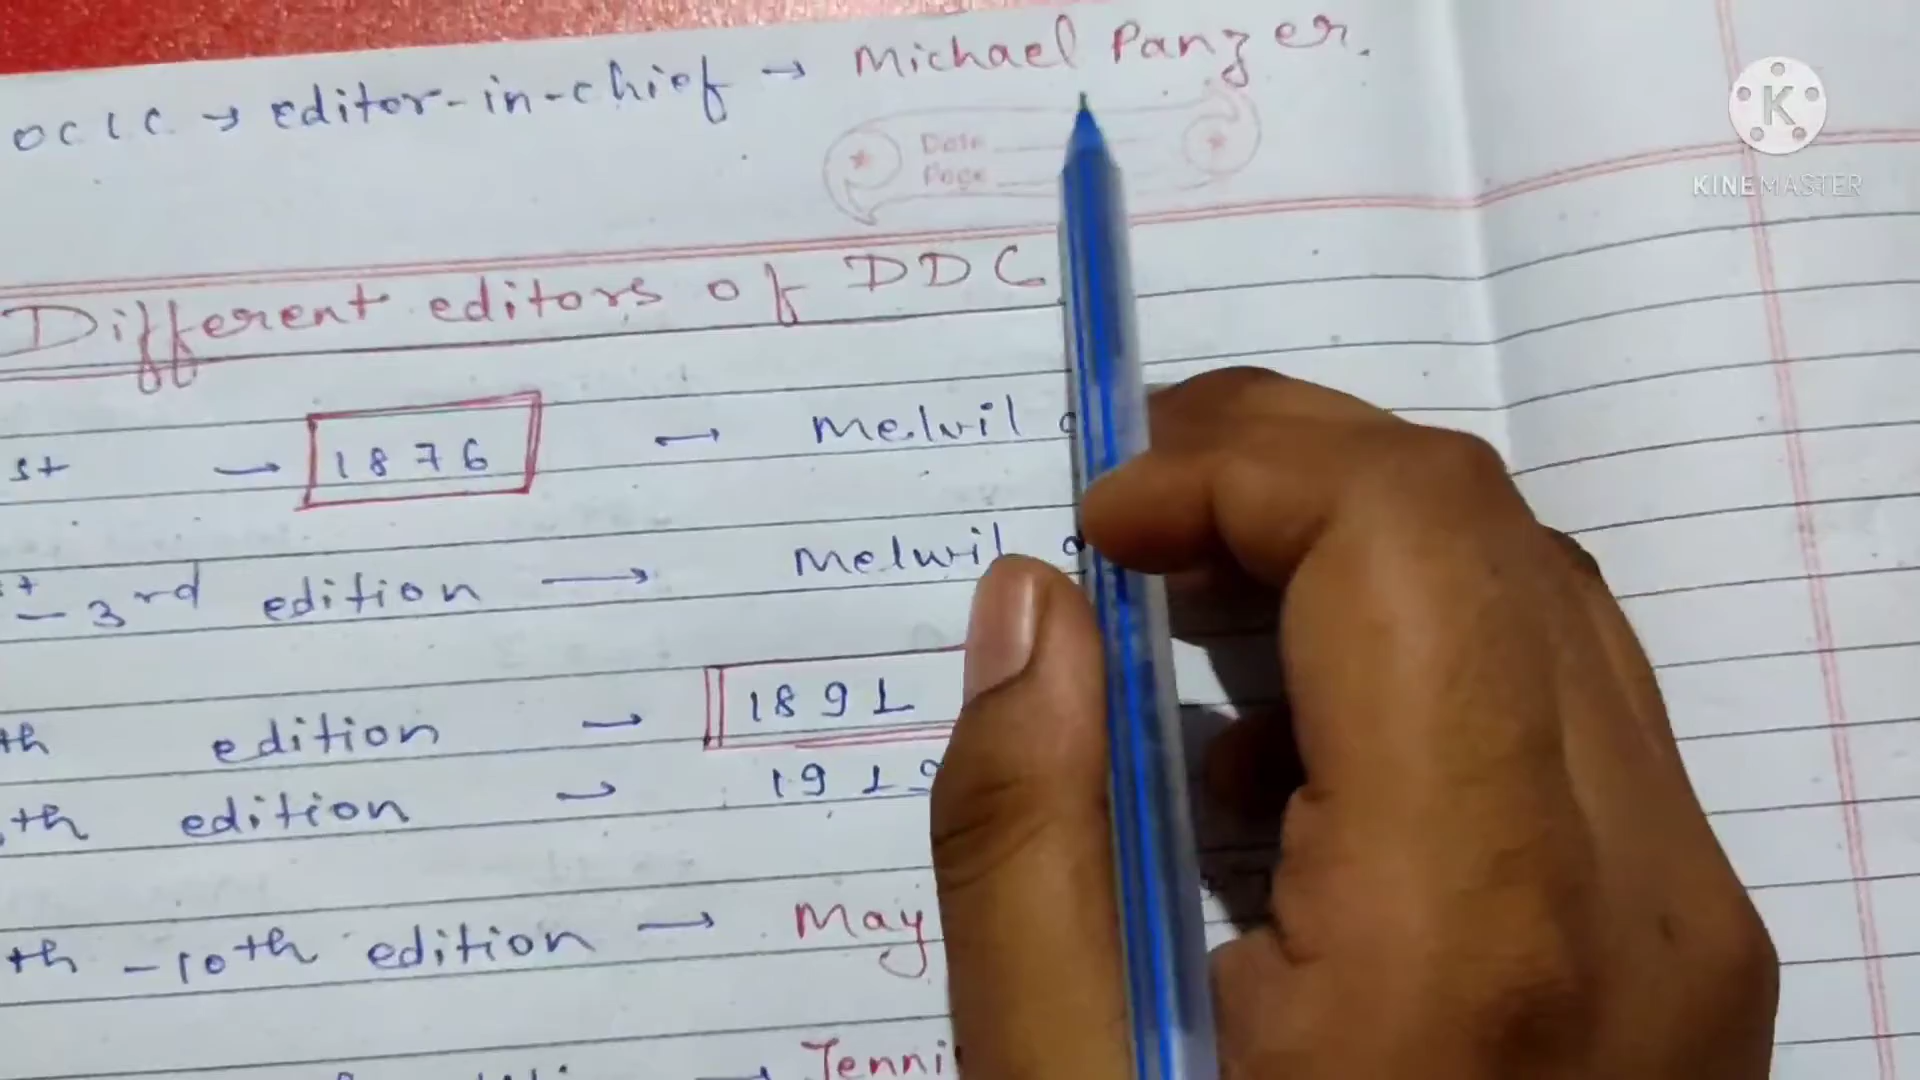 OCLC → editor-in-chief → Michael Panzer.
Date
Page
KINEMASTER
Different editors of DDC
st → 1876 → Melvil
- 3rd edition → Melvil
th edition → 1891
th edition → 191
th - 10th edition → May
→ Jenni